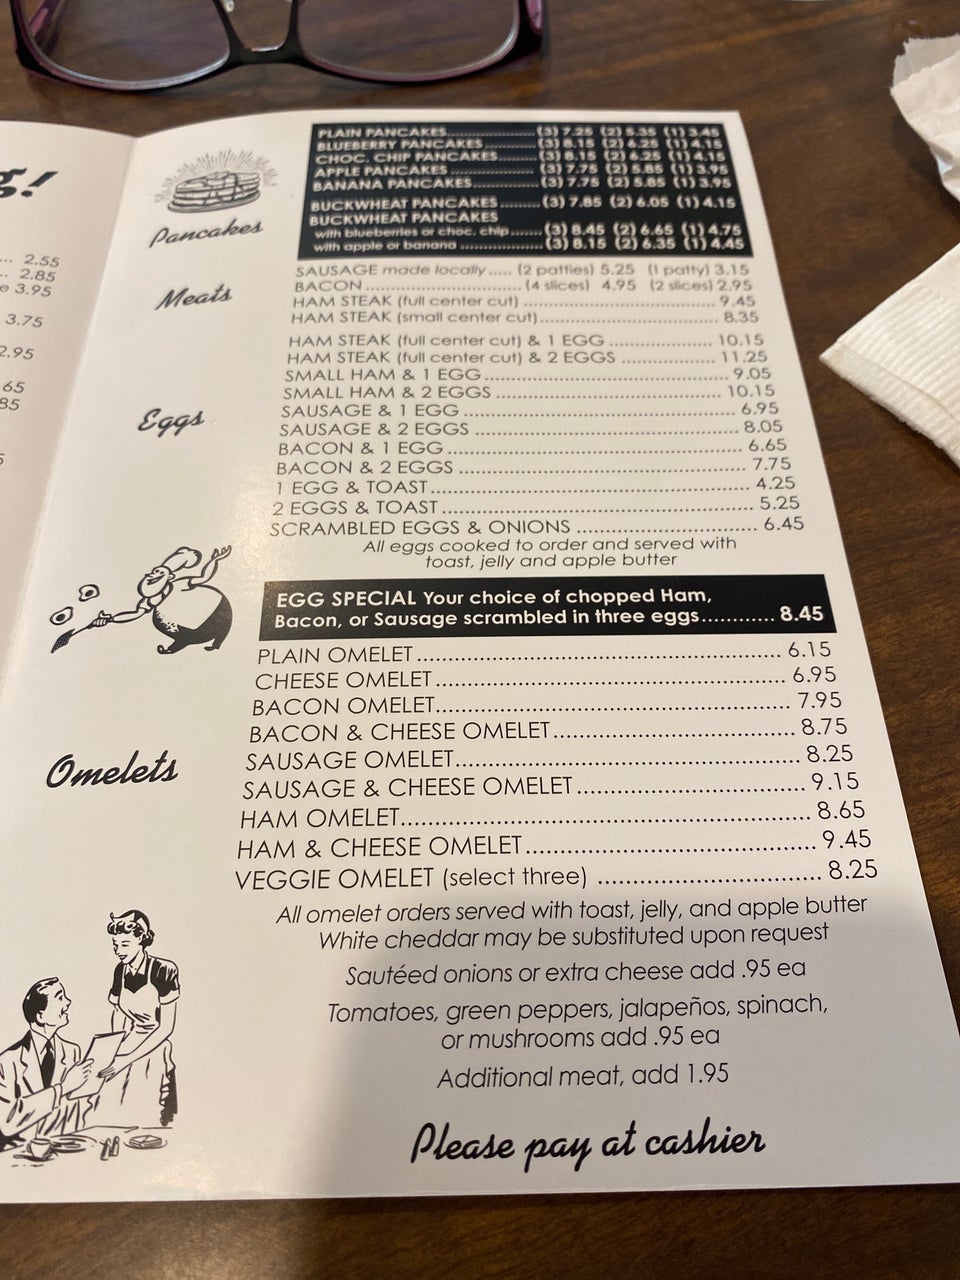 g!
... 2.55
.. 2.85
e 3.95
3.75
2.95
65
85
Pancakes
PLAIN PANCAKES.................... (3) 7.25 (2) 5.35 (1) 3.45
BLUEBERRY PANCAKES........... (3) 8.15 (2) 6.25 (1) 4.15
CHOC. CHIP PANCAKES........ (3) 8.15 (2) 6.25 (1) 4.15
APPLE PANCAKES .................. (3) 7.75 (2) 5.85 (1) 3.95
BANANA PANCAKES ............. (3) 7.75 (2) 5.85 (1) 3.95
BUCKWHEAT PANCAKES ........ (3) 7.85 (2) 6.05 (1) 4.15
BUCKWHEAT PANCAKES
with blueberries or choc. chip ...... (3) 8.45 (2) 6.65 (1) 4.75
with apple or banana ................. (3) 8.15 (2) 6.35 (1) 4.45
Meats
SAUSAGE made locally ..... (2 patties) 5.25 (1 patty) 3.15
BACON ................................. (4 slices) 4.95 (2 slices) 2.95
HAM STEAK (full center cut) ......................................... 9.45
HAM STEAK (small center cut)..................................... 8.35
Eggs
HAM STEAK (full center cut) & 1 EGG ........................ 10.15
HAM STEAK (full center cut) & 2 EGGS ..................... 11.25
SMALL HAM & 1 EGG ................................................ 9.05
SMALL HAM & 2 EGGS ............................................. 10.15
SAUSAGE & 1 EGG .................................................... 6.95
SAUSAGE & 2 EGGS .................................................. 8.05
BACON & 1 EGG ........................................................ 6.65
BACON & 2 EGGS ...................................................... 7.75
1 EGG & TOAST ........................................................... 4.25
2 EGGS & TOAST ......................................................... 5.25
SCRAMBLED EGGS & ONIONS ................................. 6.45
All eggs cooked to order and served with
toast, jelly and apple butter
EGG SPECIAL Your choice of chopped Ham,
Bacon, or Sausage scrambled in three eggs............ 8.45
Omelets
PLAIN OMELET ....................................................... 6.15
CHEESE OMELET .................................................... 6.95
BACON OMELET.................................................... 7.95
BACON & CHEESE OMELET.................................. 8.75
SAUSAGE OMELET................................................. 8.25
SAUSAGE & CHEESE OMELET ............................... 9.15
HAM OMELET......................................................... 8.65
HAM & CHEESE OMELET ....................................... 9.45
VEGGIE OMELET (select three) .............................. 8.25
All omelet orders served with toast, jelly, and apple butter
White cheddar may be substituted upon request
Sautéed onions or extra cheese add .95 ea
Tomatoes, green peppers, jalapeños, spinach,
or mushrooms add .95 ea
Additional meat, add 1.95
Please pay at cashier